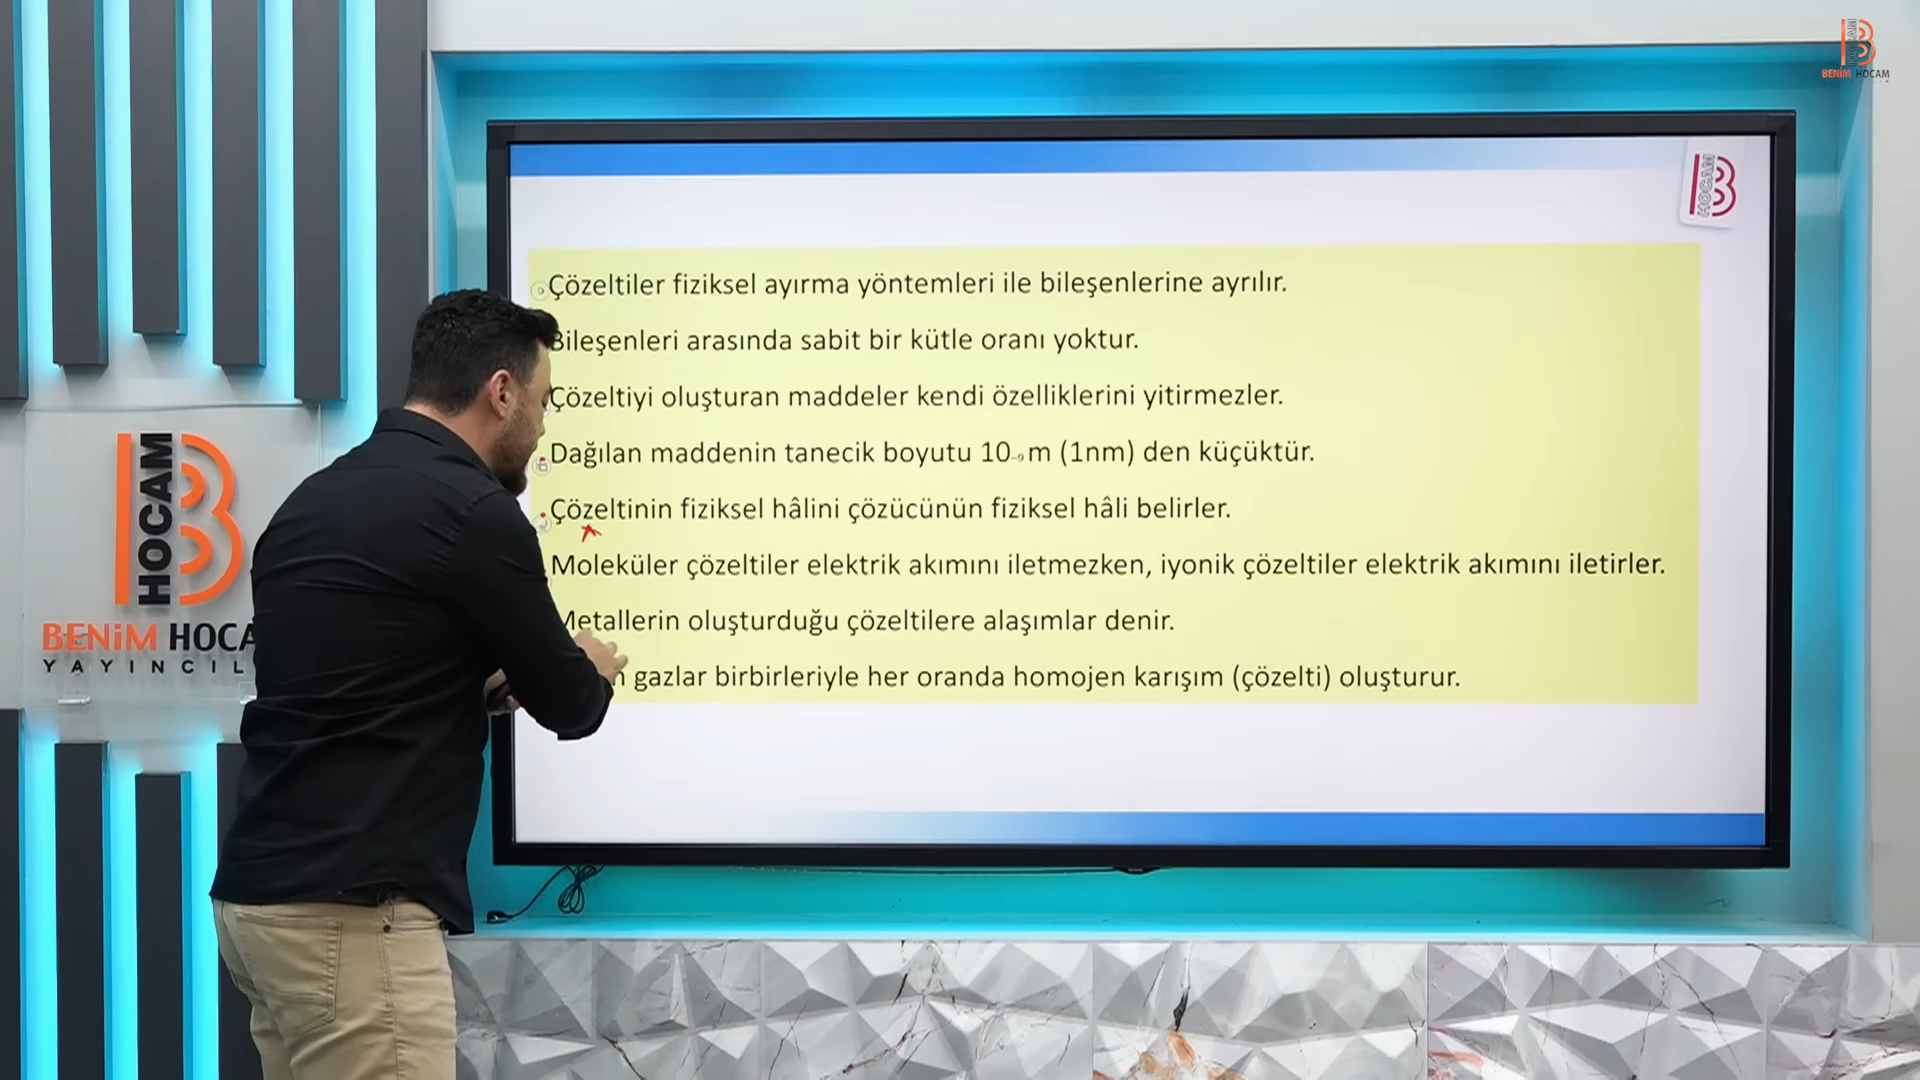 BENİM HOCAM
HOCAM
Çözeltiler fiziksel ayırma yöntemleri ile bileşenlerine ayrılır.
Bileşenleri arasında sabit bir kütle oranı yoktur.
Çözeltiyi oluşturan maddeler kendi özelliklerini yitirmezler.
Dağılan maddenin tanecik boyutu 10-9 m (1nm) den küçüktür.
Çözeltinin fiziksel hâlini çözücünün fiziksel hâli belirler.
Moleküler çözeltiler elektrik akımını iletmezken, iyonik çözeltiler elektrik akımını iletirler.
Metallerin oluşturduğu çözeltilere alaşımlar denir.
gazlar birbirleriyle her oranda homojen karışım (çözelti) oluşturur.
HOCAM
BENİM HOCA
YAYINCIL